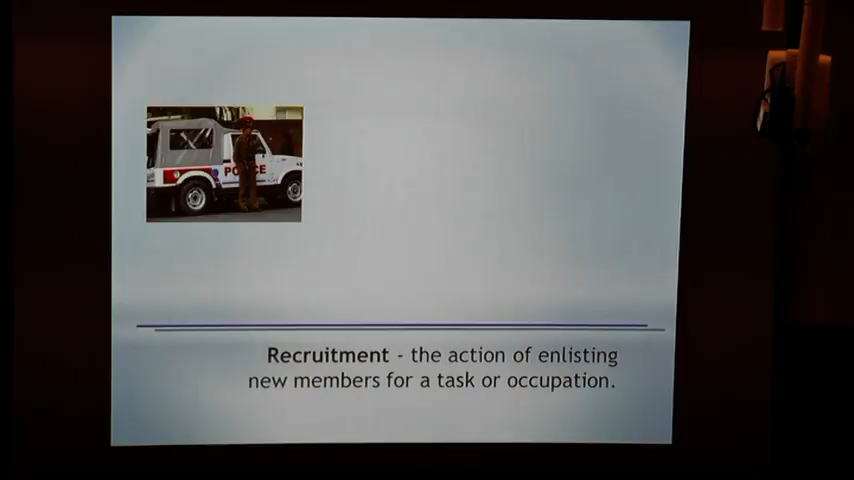 POLICE
Recruitment - the action of enlisting
new members for a task or occupation.